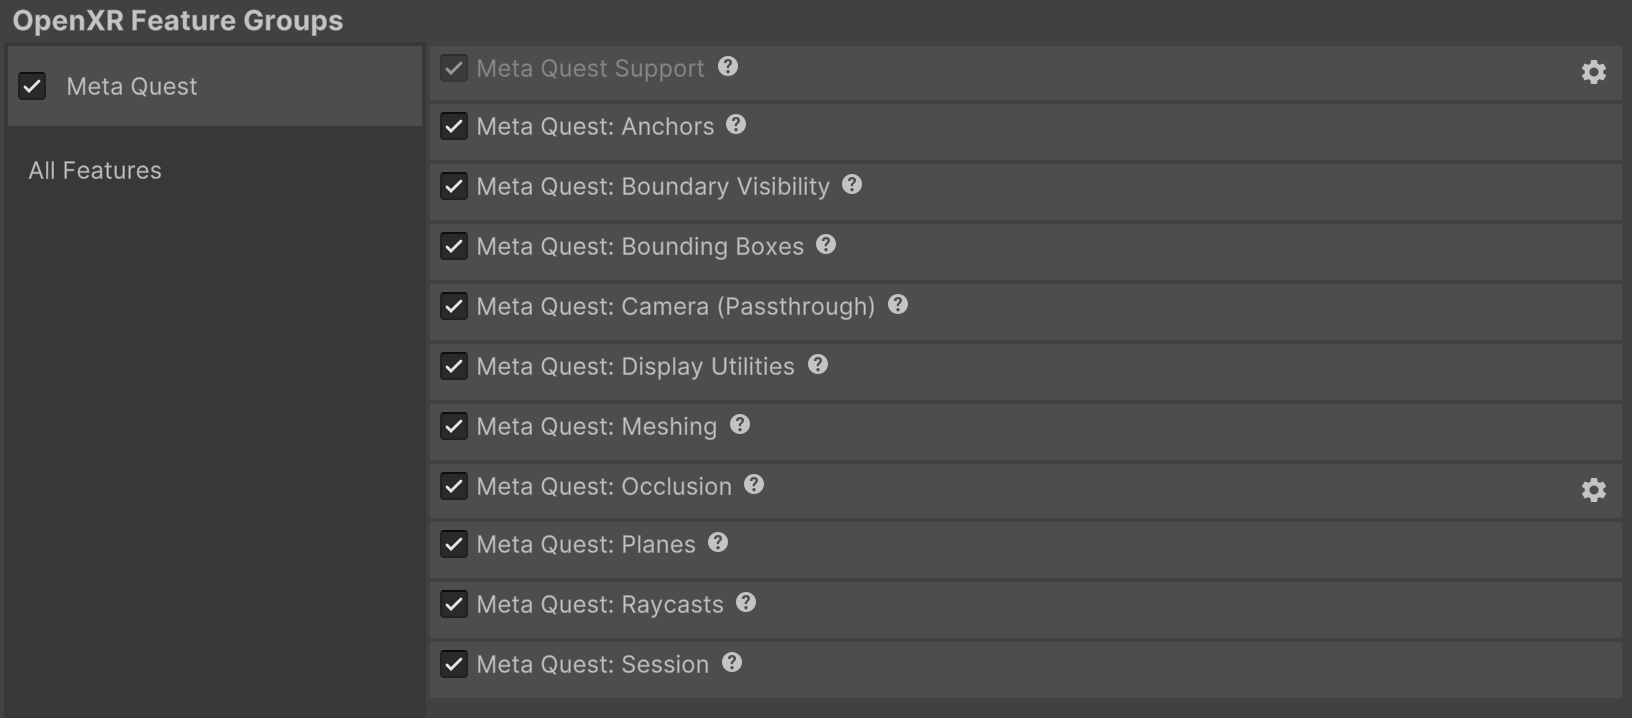 OpenXR Feature Groups
Meta Quest
All Features
Meta Quest Support
Meta Quest: Anchors
Meta Quest: Boundary Visibility
Meta Quest: Bounding Boxes
Meta Quest: Camera (Passthrough)
Meta Quest: Display Utilities
Meta Quest: Meshing
Meta Quest: Occlusion
Meta Quest: Planes
Meta Quest: Raycasts
Meta Quest: Session